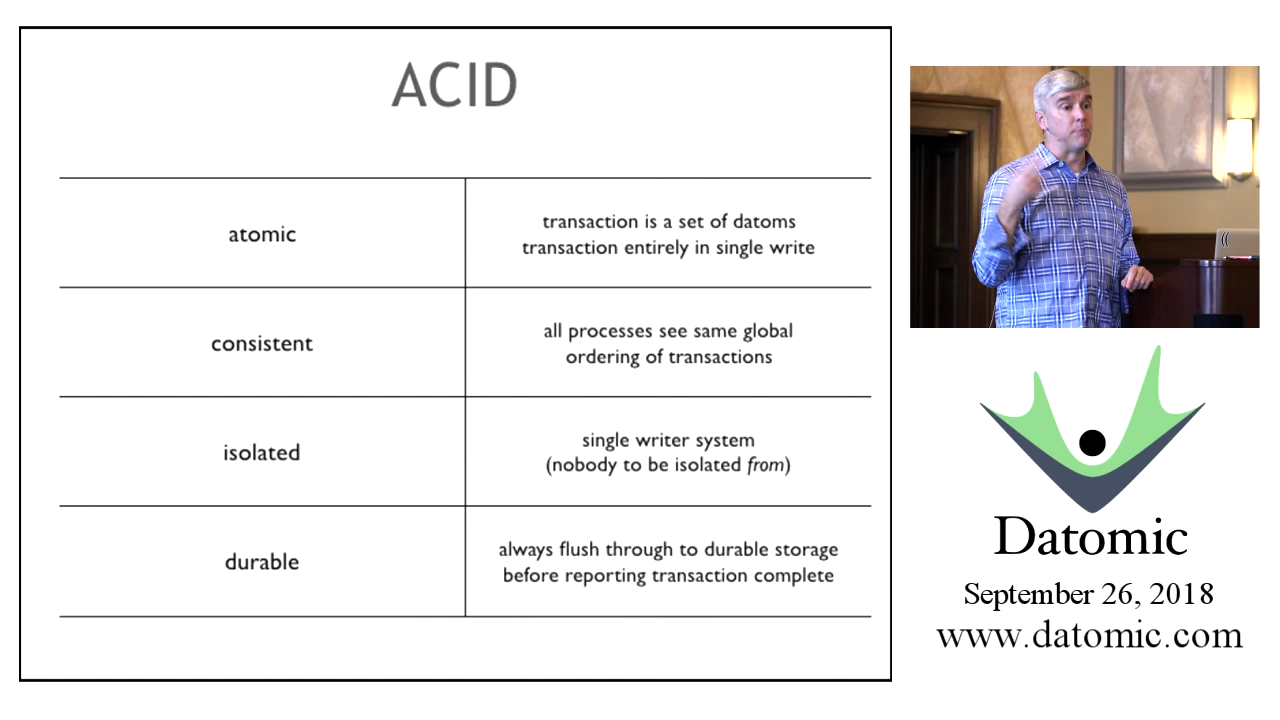 ACID
atomic
transaction is a set of datoms
transaction entirely in single write
consistent
all processes see same global
ordering of transactions
isolated
single writer system
(nobody to be isolated from)
durable
always flush through to durable storage
before reporting transaction complete
Datomic
September 26, 2018
www.datomic.com